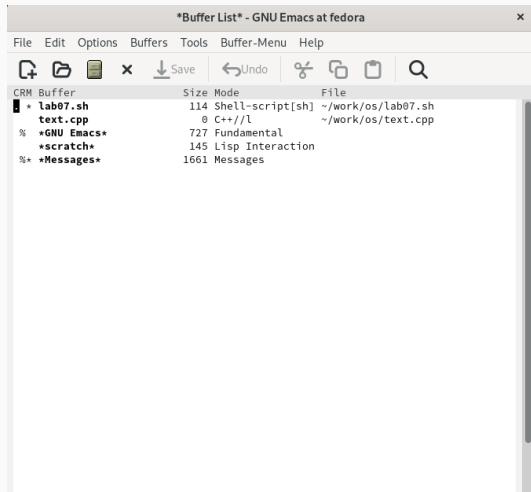 *Buffer List* - GNU Emacs at fedora ×
File Edit Options Buffers Tools Buffer-Menu Help
Save Undo
CRM Buffer Size Mode File
. * lab07.sh 114 Shell-script[sh] ~/work/os/lab07.sh
text.cpp 0 C++//l ~/work/os/text.cpp
% *GNU Emacs* 727 Fundamental
*scratch* 145 Lisp Interaction
%* *Messages* 1661 Messages